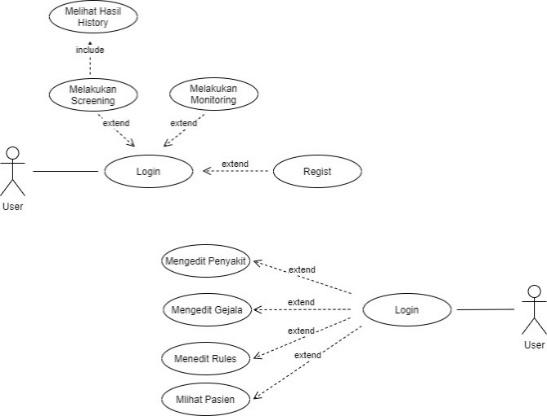 Melihat Hasil
History
include
Melakukan
Screening
Melakukan
Monitoring
extend
extend
Login
extend
Regist
User
Mengedit Penyakit
extend
Mengedit Gejala
extend
Login
extend
Menedit Rules
extend
User
Mlihat Pasien